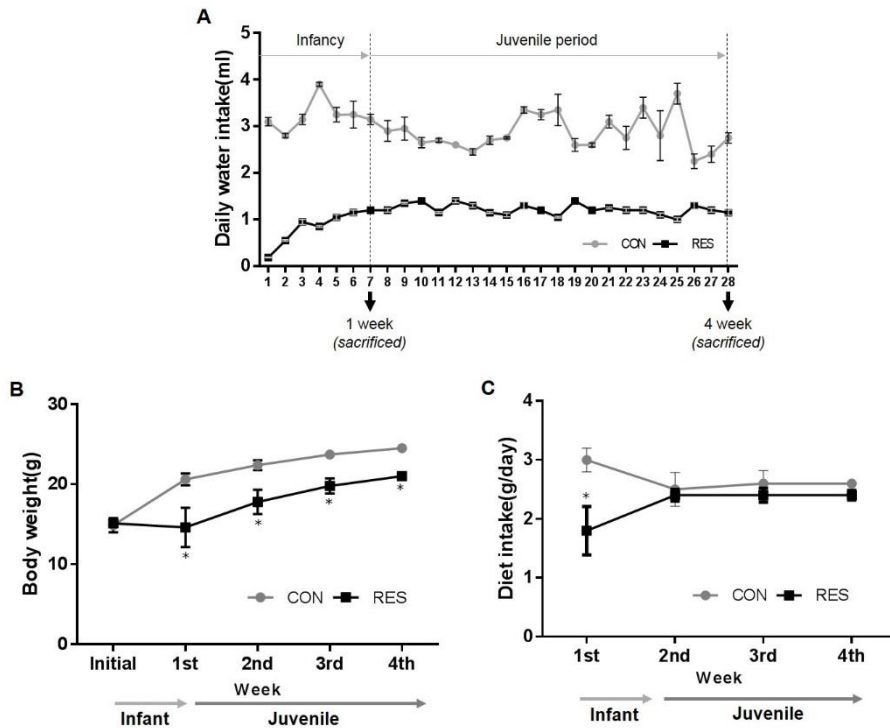 A
Daily water intake(ml)
5
4
3
2
1
0
Infancy
Juvenile period
CON RES
1 2 3 4 5 6 7 8 9 10 11 12 13 14 15 16 17 18 19 20 21 22 23 24 25 26 27 28
1 week
(sacrificed)
4 week
(sacrificed)
B
Body weight(g)
30
20
10
0
*
*
*
*
CON RES
Initial 1st 2nd 3rd 4th
Week
Infant Juvenile
C
Diet intake(g/day)
4
3
2
1
0
*
CON RES
1st 2nd 3rd 4th
Week
Infant Juvenile